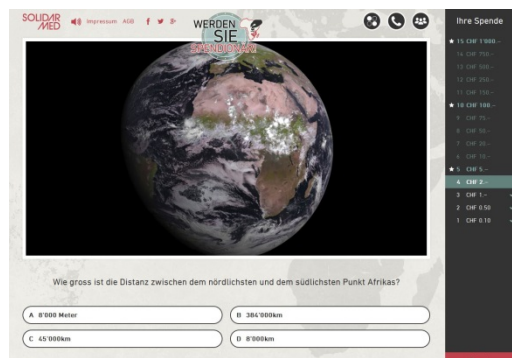 SOLIDAR
MED
Impressum AGB
WERDEN
SIE
SPENDIONÄR!
Ihre Spende
15 CHF 1'000.-
14 CHF 750.-
13 CHF 500.-
12 CHF 250.-
11 CHF 150.-
10 CHF 100.-
9 CHF 75.-
8 CHF 50.-
7 CHF 20.-
6 CHF 10.-
5 CHF 5.-
4 CHF 2.-
3 CHF 1.-
2 CHF 0.50
1 CHF 0.10
Wie gross ist die Distanz zwischen dem nördlichsten und dem südlichsten Punkt Afrikas?
A 8'000 Meter
B 384'000km
C 45'000km
D 8'000km